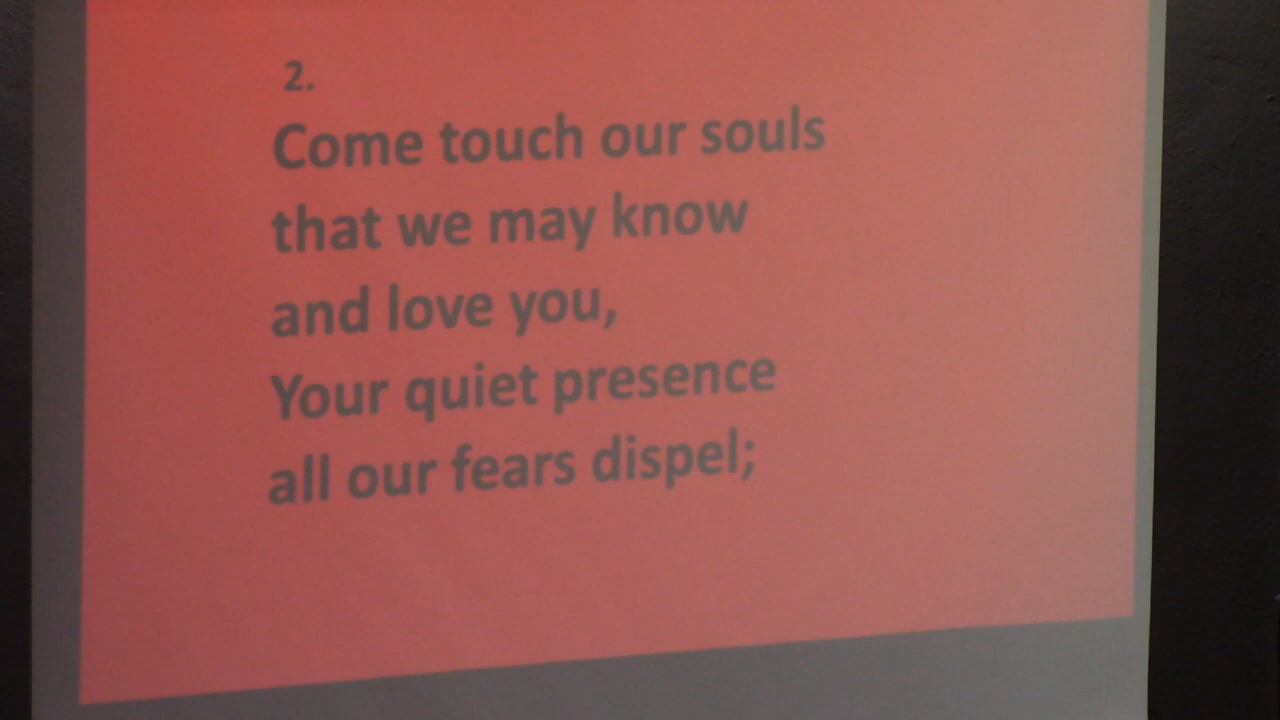 2.
Come touch our souls
that we may know
and love you,
Your quiet presence
all our fears dispel;